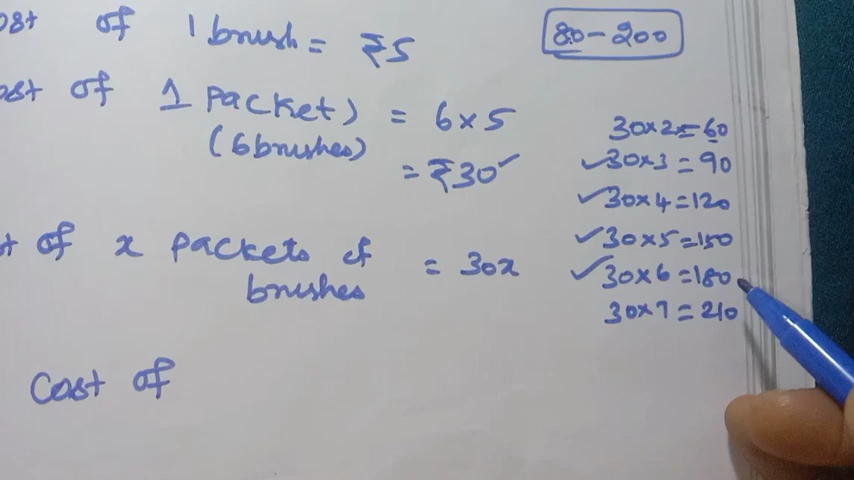 ost of 1 brush = ₹5
80-200
ost of 1 packet) = 6×5
(6 brushes)
= ₹30 ✓
30×2 = 60
✓30×3 = 90
✓30×4 = 120
✓30×5 = 150
✓30×6 = 180
30×7 = 210
t of x packets of = 30x
brushes
Cost of